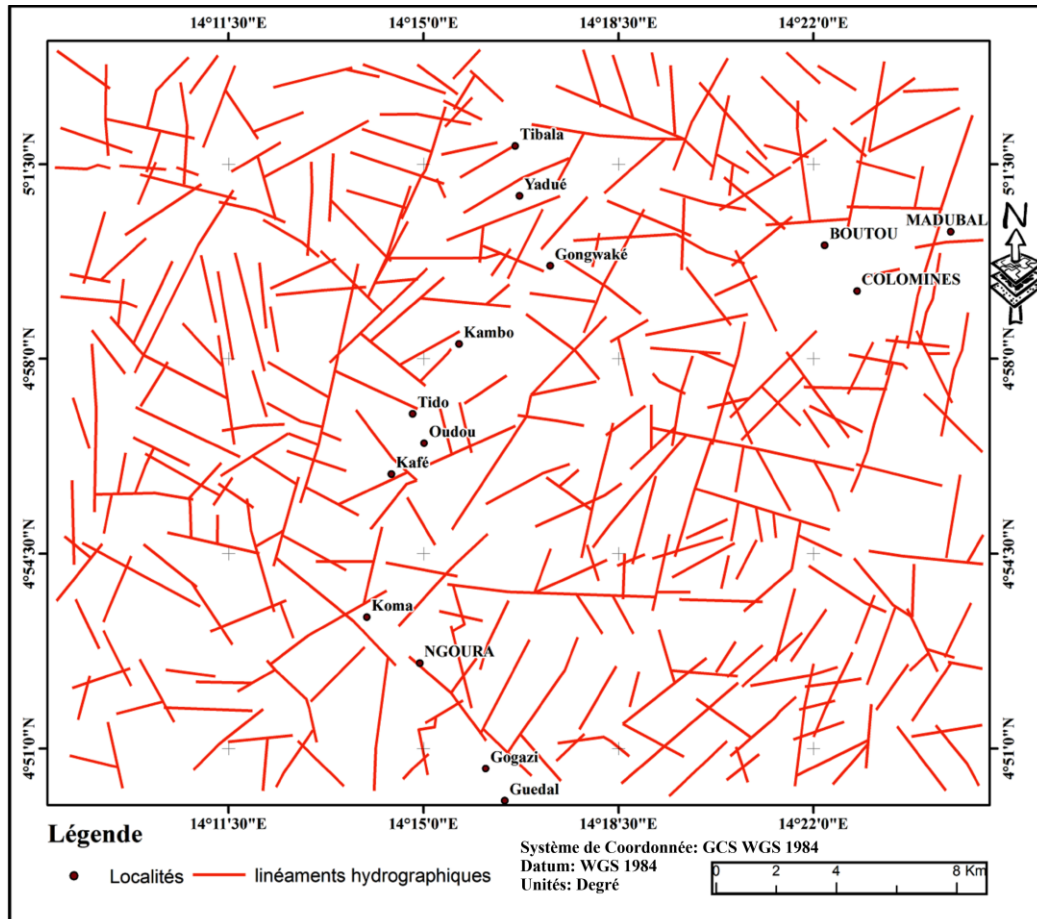 14°11'30"E 14°15'0"E 14°18'30"E 14°22'0"E
5°1'30"N
5°1'30"N
Tibala
Yadué
MADUBAL
N
BOUTOU
Gongwaké
COLOMINES
4°58'0"N
4°58'0"N
Kambo
Tido
Oudou
Kafé
4°54'30"N
4°54'30"N
Koma
NGOURA
4°51'0"N
4°51'0"N
Gogazi
Guedal
14°11'30"E 14°15'0"E 14°18'30"E 14°22'0"E
Légende
Localités
linéaments hydrographiques
Système de Coordonnée: GCS WGS 1984
Datum: WGS 1984
Unités: Degré
0 2 4 8 Km